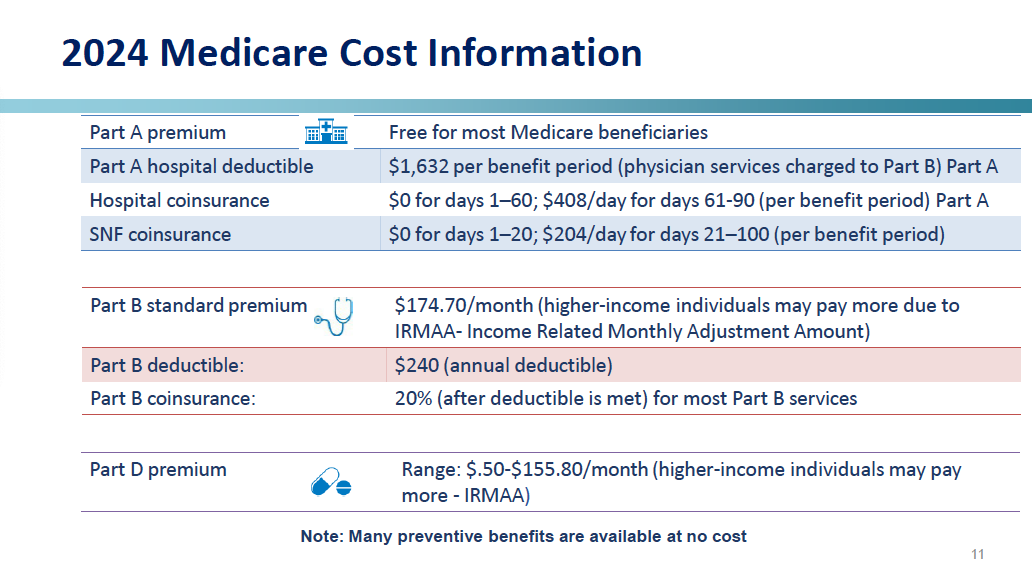 2024 Medicare Cost Information
Part A premium
Free for most Medicare beneficiaries
Part A hospital deductible
$1,632 per benefit period (physician services charged to Part B) Part A
Hospital coinsurance
$0 for days 1–60; $408/day for days 61-90 (per benefit period) Part A
SNF coinsurance
$0 for days 1–20; $204/day for days 21–100 (per benefit period)
Part B standard premium
$174.70/month (higher-income individuals may pay more due to
IRMAA- Income Related Monthly Adjustment Amount)
Part B deductible:
$240 (annual deductible)
Part B coinsurance:
20% (after deductible is met) for most Part B services
Part D premium
Range: $.50-$155.80/month (higher-income individuals may pay
more - IRMAA)
Note: Many preventive benefits are available at no cost
11